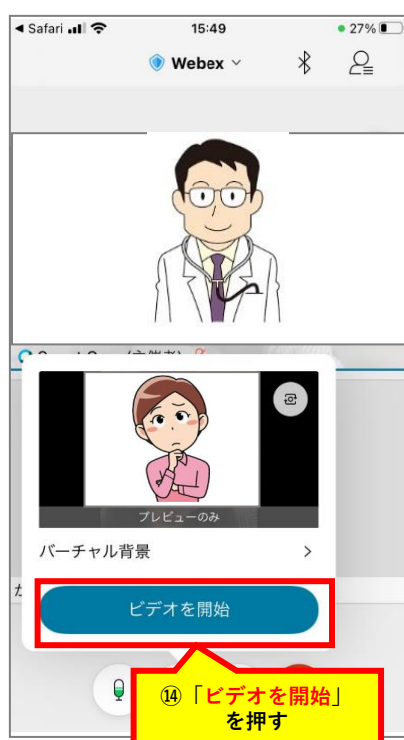 Safari
15:49
27%
Webex
プレビューのみ
バーチャル背景
ビデオを開始
⑭「ビデオを開始」
を押す